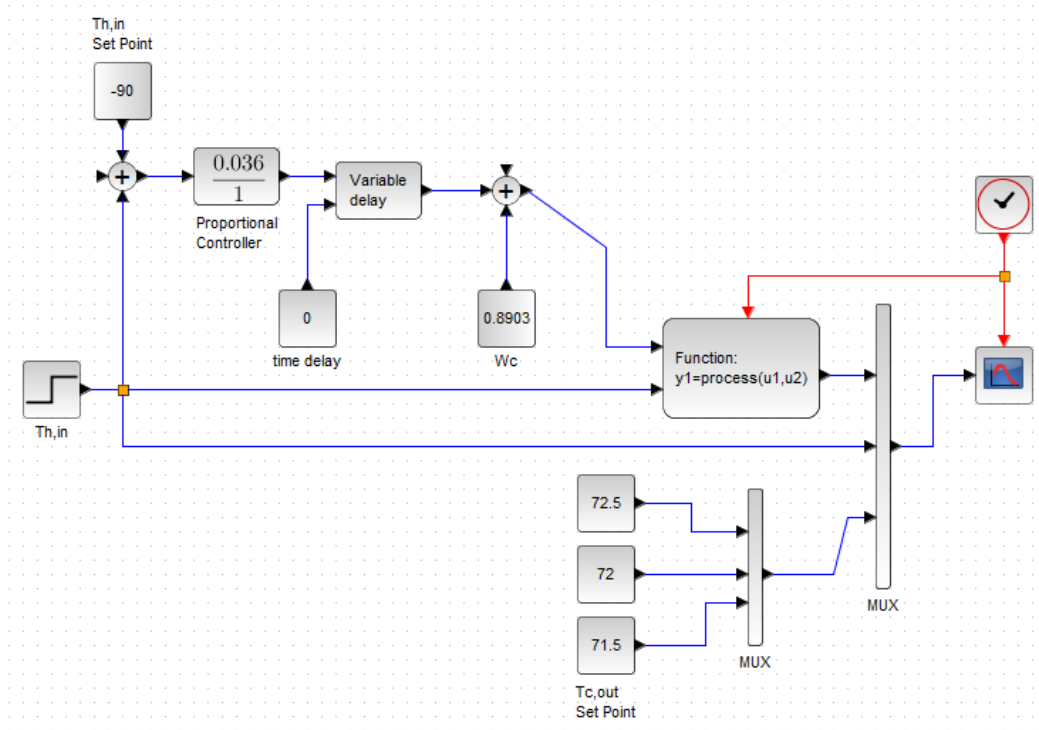 Th,in
Set Point
-90
0.036
1
Proportional
Controller
Variable
delay
0
time delay
0.8903
Wc
Th,in
Function:
y1=process(u1,u2)
72.5
72
71.5
Tc,out
Set Point
MUX
MUX